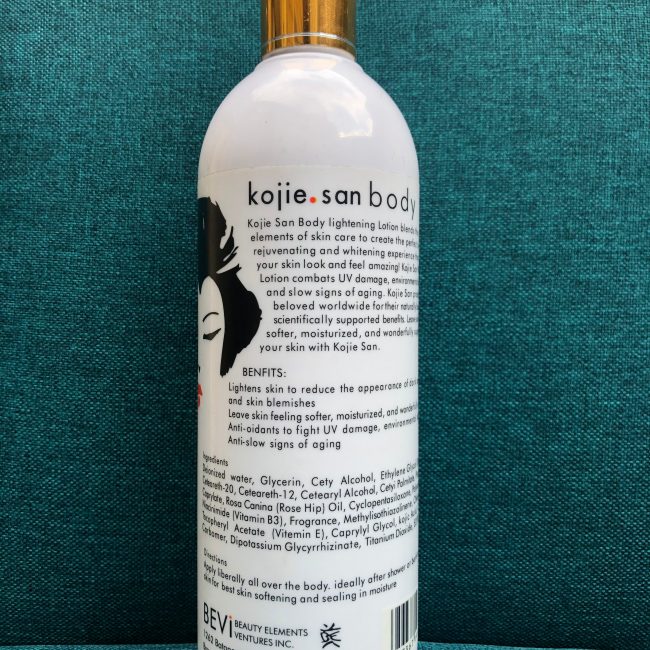 kojie.san body
Kojie San Body lightening Lotion blends
elements of skin care to create the
rejuvenating and whitening experience
your skin look and feel amazing! Kojie San
Lotion combats UV damage,
and slow signs of aging. Kojie San
beloved worldwide for their
scientifically supported benefits.
softer, moisturized, and wonderfully
your skin with Kojie San.
BENFITS:
Lightens skin to reduce the appearance of
and skin blemishes
Leave skin feeling softer, moisturized, and
Anti-oidants to fight UV damage,
Anti-slow signs of aging
Ingredients
Deionized water, Glycerin, Cety Alcohol, Ethylene Glycol
Ceteareth-20, Ceteareth-12, Cetearyl Alcohol, Cetyl
Caprylate, Rosa Canina (Rose Hip) Oil, Cyclopentasiloxane,
Niacinimide (Vitamin B3), Fragrance,
Tocopheryl Acetate (Vitamin E), Caprylyl Glycol, kojic
Carbomer, Dipotassium Glycyrrhizinate, Titanium Dioxide,
Directions
Apply liberally all over the body. ideally after shower or
skin for best skin softening and sealing in moisture
BEVi BEAUTY ELEMENTS
VENTURES INC.
1262